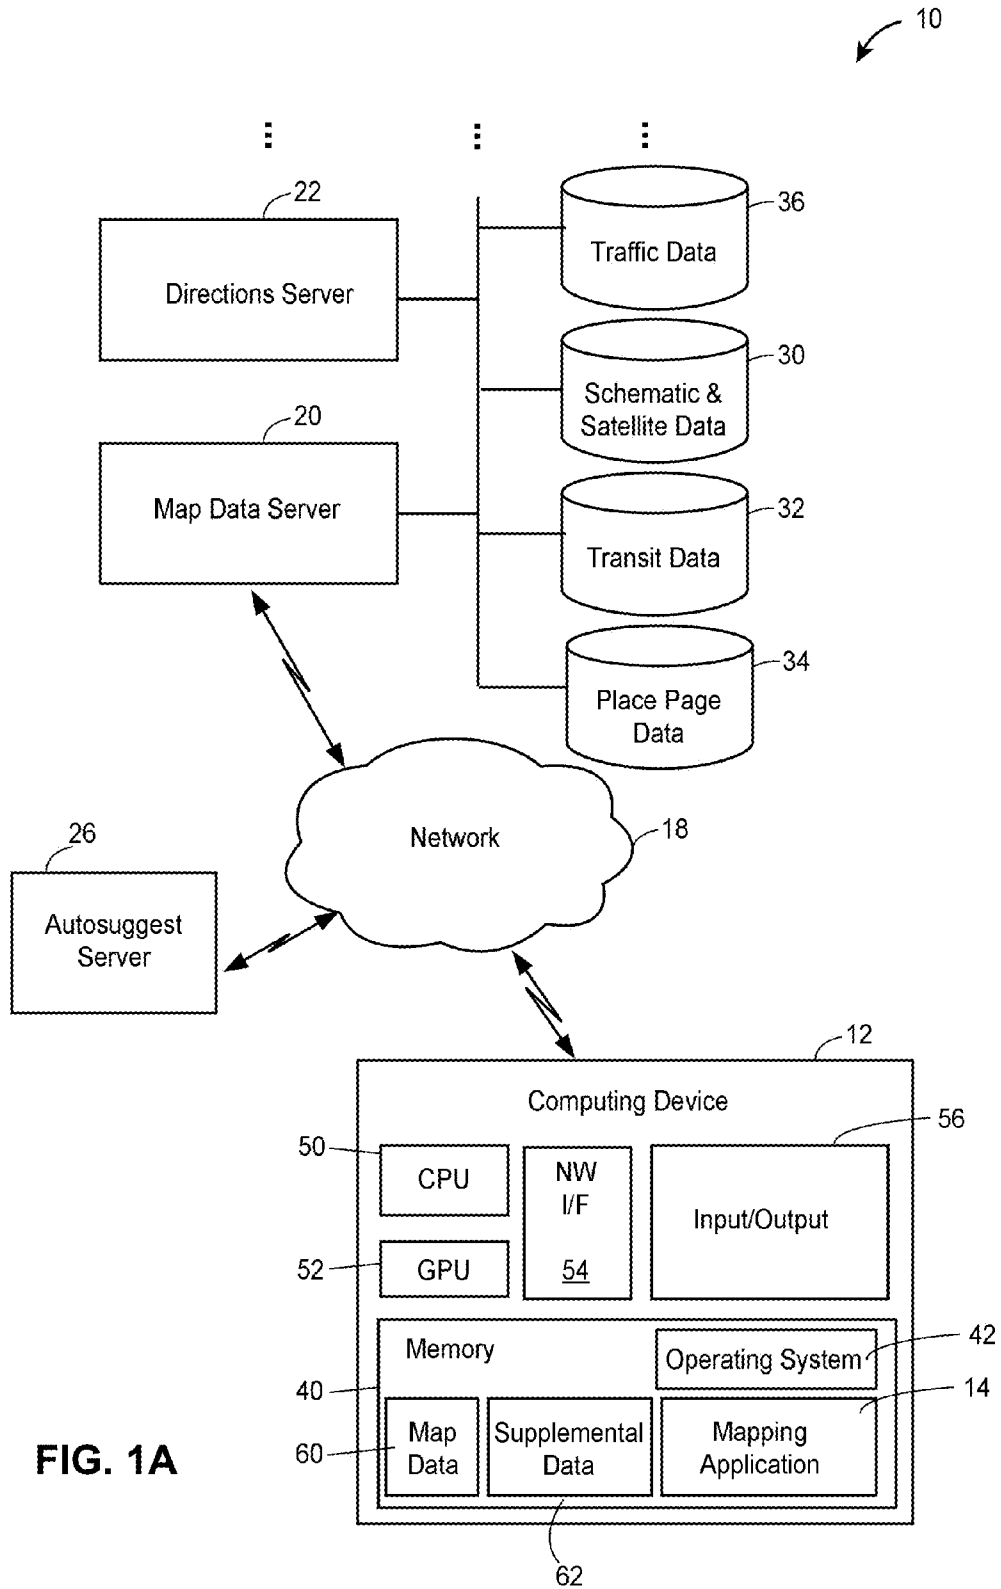 10
22
36
Directions Server
Traffic Data
30
Schematic &
Satellite Data
20
Map Data Server
32
Transit Data
34
Place Page
Data
Network
18
26
Autosuggest
Server
12
Computing Device
56
50
CPU
NW
I/F
54
Input/Output
52
GPU
Memory
Operating System
42
40
14
60
Map
Data
Supplemental
Data
Mapping
Application
62
FIG. 1A